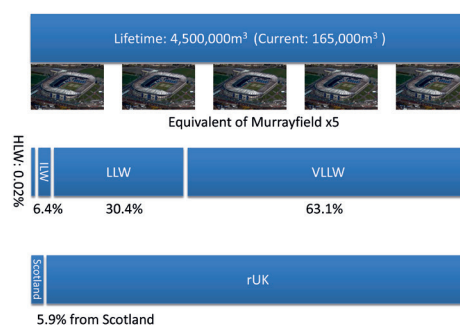 Lifetime: 4,500,000m³ (Current: 165,000m³ )
Equivalent of Murrayfield x5
HLW: 0.02%
ILW
LLW
VLLW
6.4%
30.4%
63.1%
Scotland
rUK
5.9% from Scotland